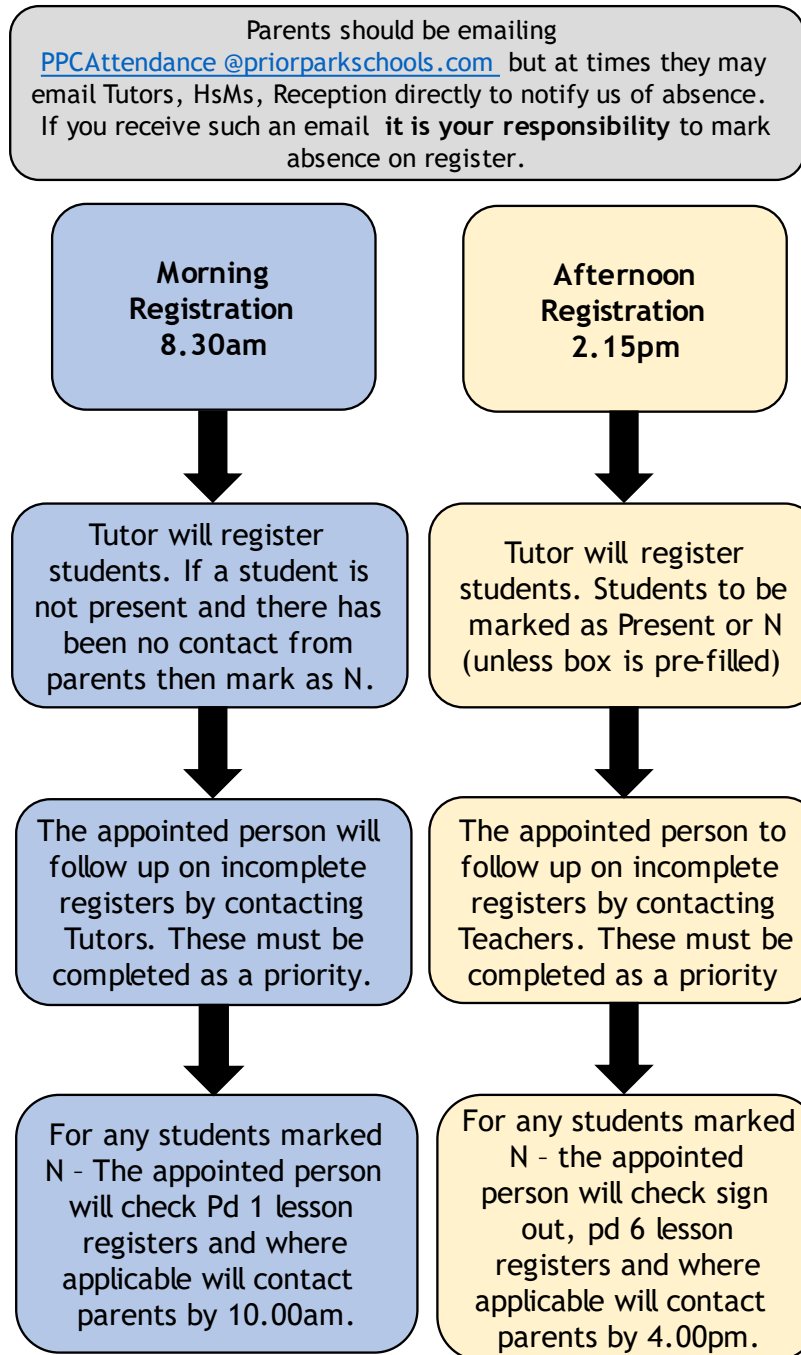 Parents should be emailing
PPCAttendance @priorparkschools.com but at times they may
email Tutors, HsMs, Reception directly to notify us of absence.
If you receive such an email it is your responsibility to mark
absence on register.
Morning
Registration
8.30am
Tutor will register
students. If a student is
not present and there has
been no contact from
parents then mark as N.
The appointed person will
follow up on incomplete
registers by contacting
Tutors. These must be
completed as a priority.
For any students marked
N – The appointed person
will check Pd 1 lesson
registers and where
applicable will contact
parents by 10.00am.
Afternoon
Registration
2.15pm
Tutor will register
students. Students to be
marked as Present or N
(unless box is pre-filled)
The appointed person to
follow up on incomplete
registers by contacting
Teachers. These must be
completed as a priority
For any students marked
N – the appointed
person will check sign
out, pd 6 lesson
registers and where
applicable will contact
parents by 4.00pm.